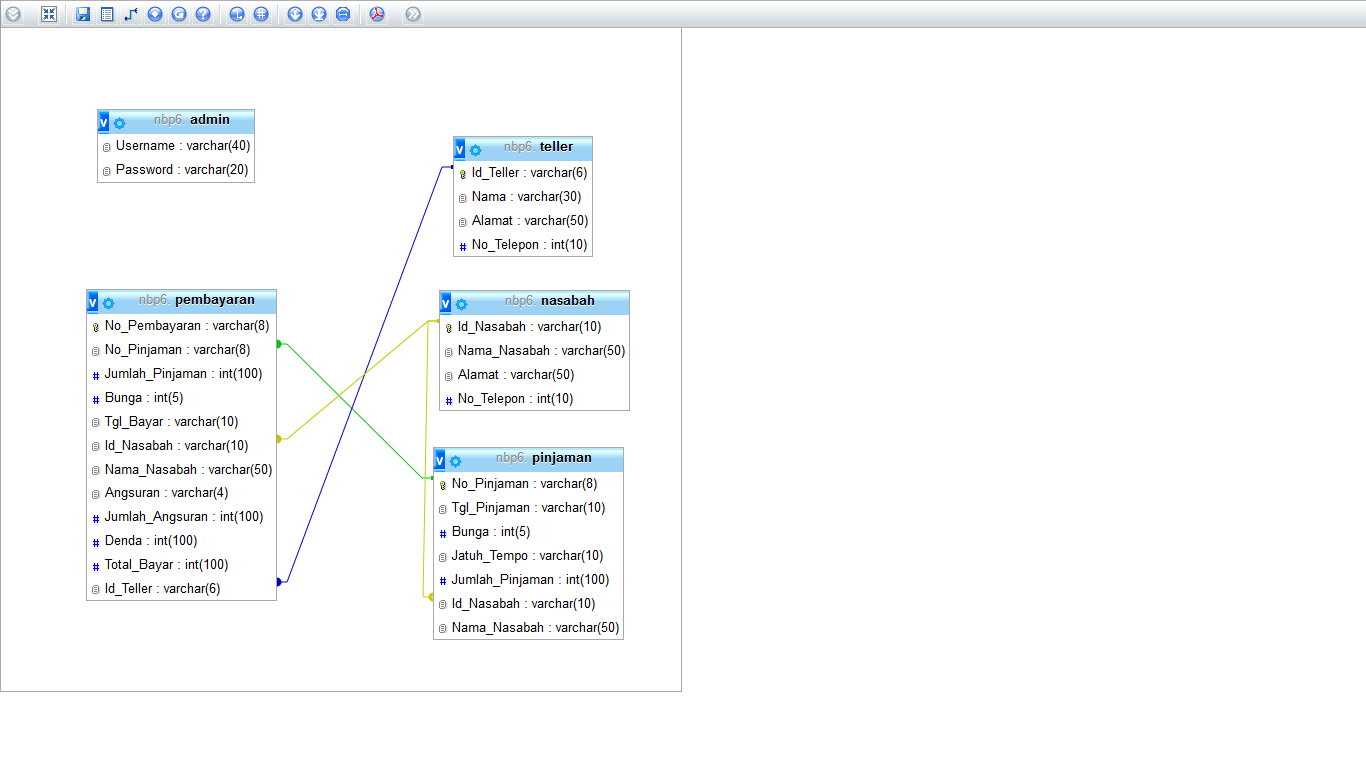 nbp6. admin
Username : varchar(40)
Password : varchar(20)
nbp6. teller
Id_Teller : varchar(6)
Nama : varchar(30)
Alamat : varchar(50)
No_Telepon : int(10)
nbp6. pembayaran
No_Pembayaran : varchar(8)
No_Pinjaman : varchar(8)
Jumlah_Pinjaman : int(100)
Bunga : int(5)
Tgl_Bayar : varchar(10)
Id_Nasabah : varchar(10)
Nama_Nasabah : varchar(50)
Angsuran : varchar(4)
Jumlah_Angsuran : int(100)
Denda : int(100)
Total_Bayar : int(100)
Id_Teller : varchar(6)
nbp6. nasabah
Id_Nasabah : varchar(10)
Nama_Nasabah : varchar(50)
Alamat : varchar(50)
No_Telepon : int(10)
nbp6. pinjaman
No_Pinjaman : varchar(8)
Tgl_Pinjaman : varchar(10)
Bunga : int(5)
Jatuh_Tempo : varchar(10)
Jumlah_Pinjaman : int(100)
Id_Nasabah : varchar(10)
Nama_Nasabah : varchar(50)